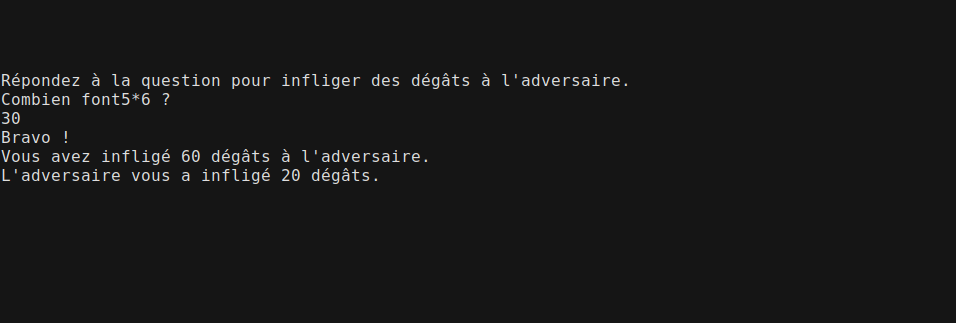 Répondez à la question pour infliger des dégâts à l'adversaire.
Combien font5*6 ?
30
Bravo !
Vous avez infligé 60 dégâts à l'adversaire.
L'adversaire vous a infligé 20 dégâts.